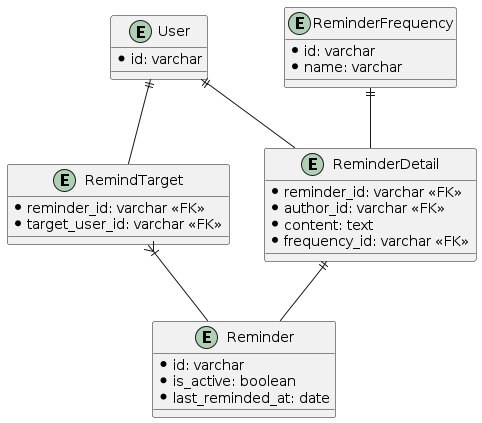 E User
id: varchar
E ReminderFrequency
id: varchar
name: varchar
E RemindTarget
reminder_id: varchar «FK»
target_user_id: varchar «FK»
E ReminderDetail
reminder_id: varchar «FK»
author_id: varchar «FK»
content: text
frequency_id: varchar «FK»
E Reminder
id: varchar
is_active: boolean
last_reminded_at: date